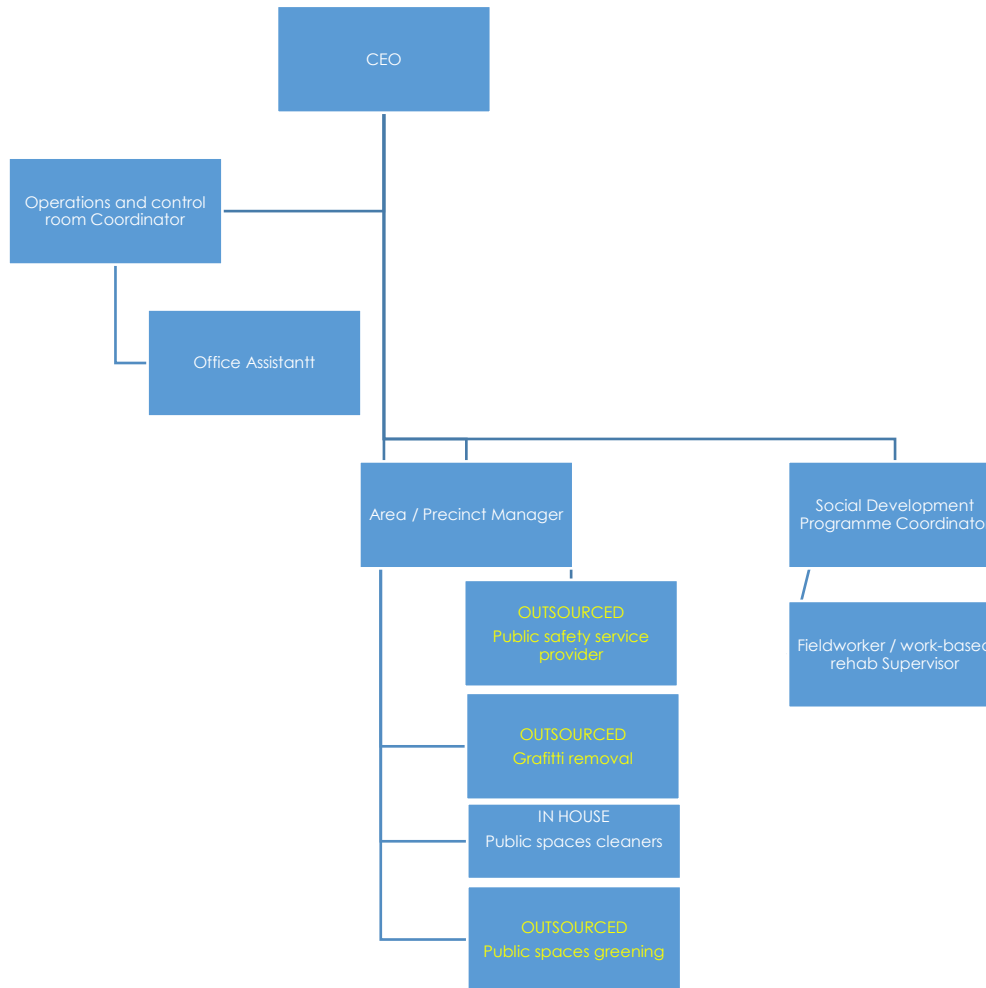 CEO
Operations and control
room Coordinator
Office Assistantt
Area / Precinct Manager
Social Development
Programme Coordinato
OUTSOURCED
Public safety service
provider
Fieldworker / work-based
rehab Supervisor
OUTSOURCED
Grafitti removal
IN HOUSE
Public spaces cleaners
OUTSOURCED
Public spaces greening